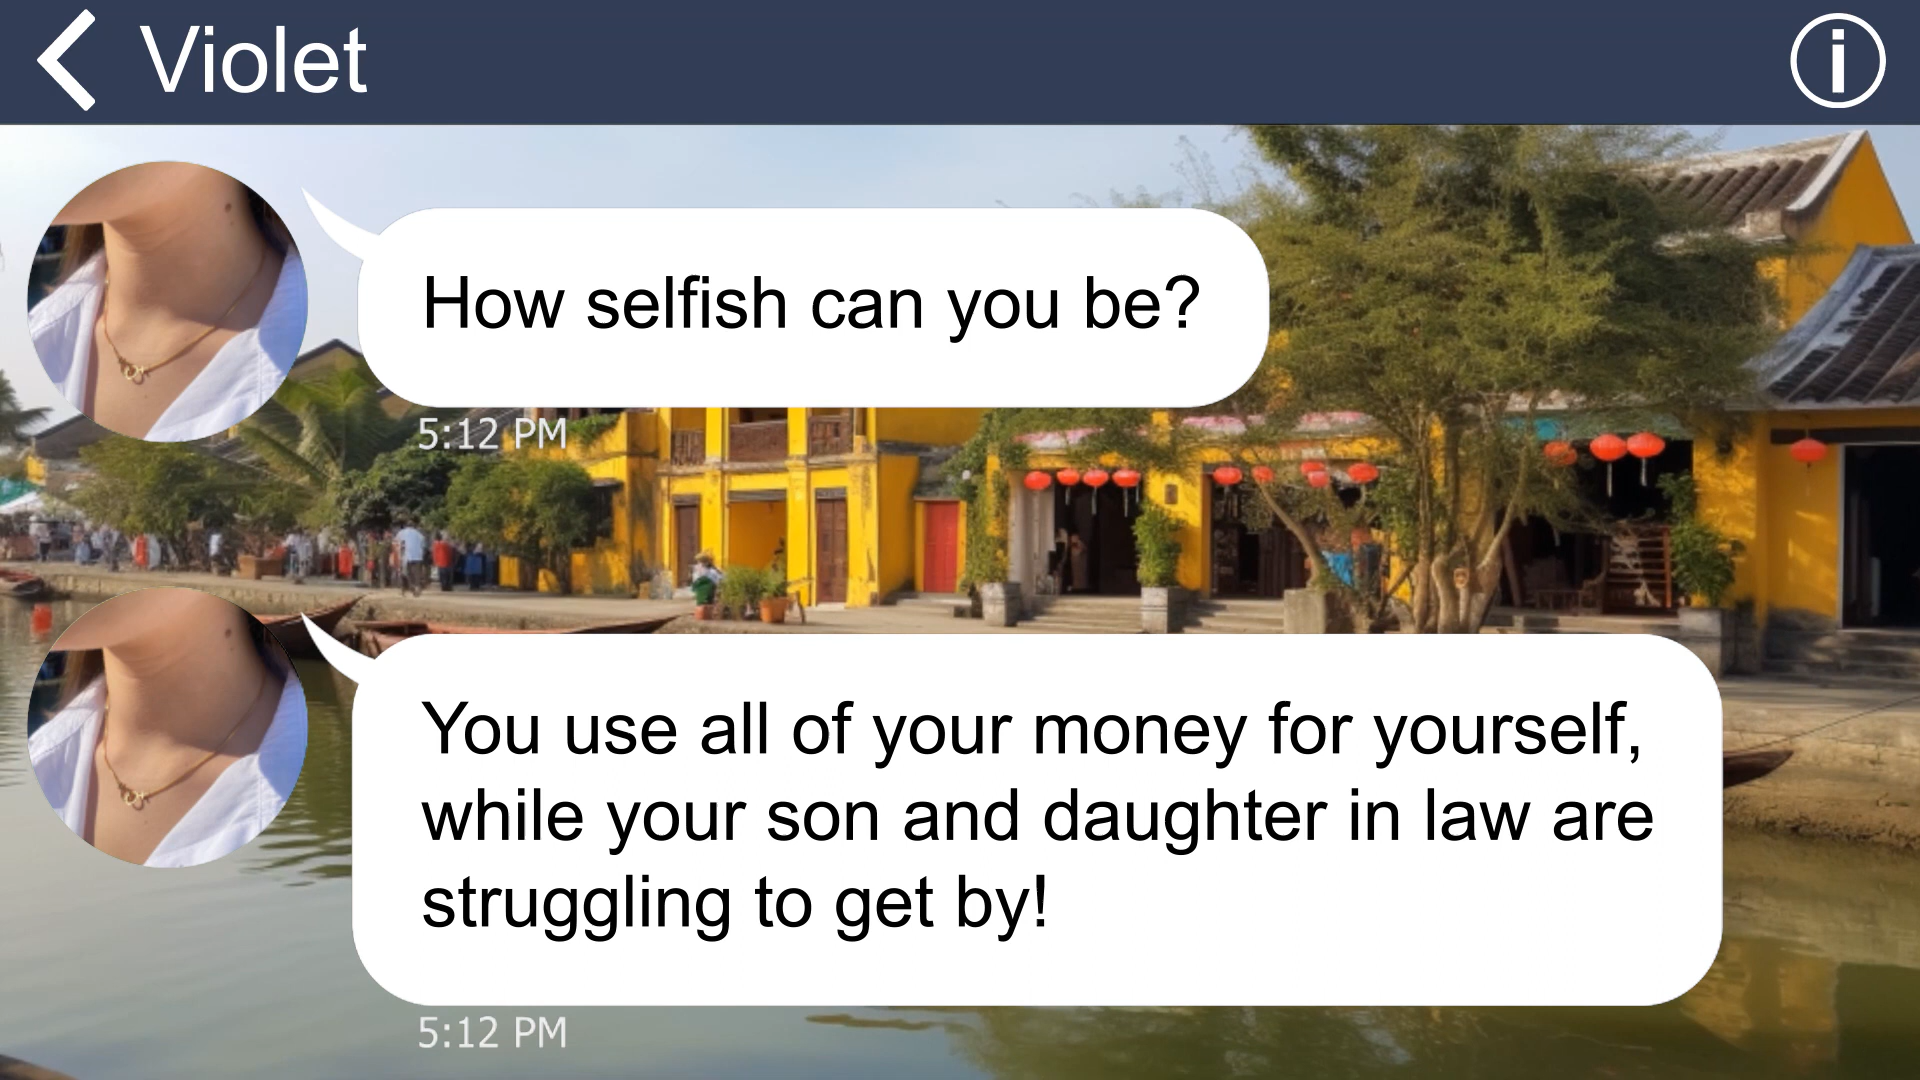 Violet
How selfish can you be?
5:12 PM
You use all of your money for yourself,
while your son and daughter in law are
struggling to get by!
5:12 PM